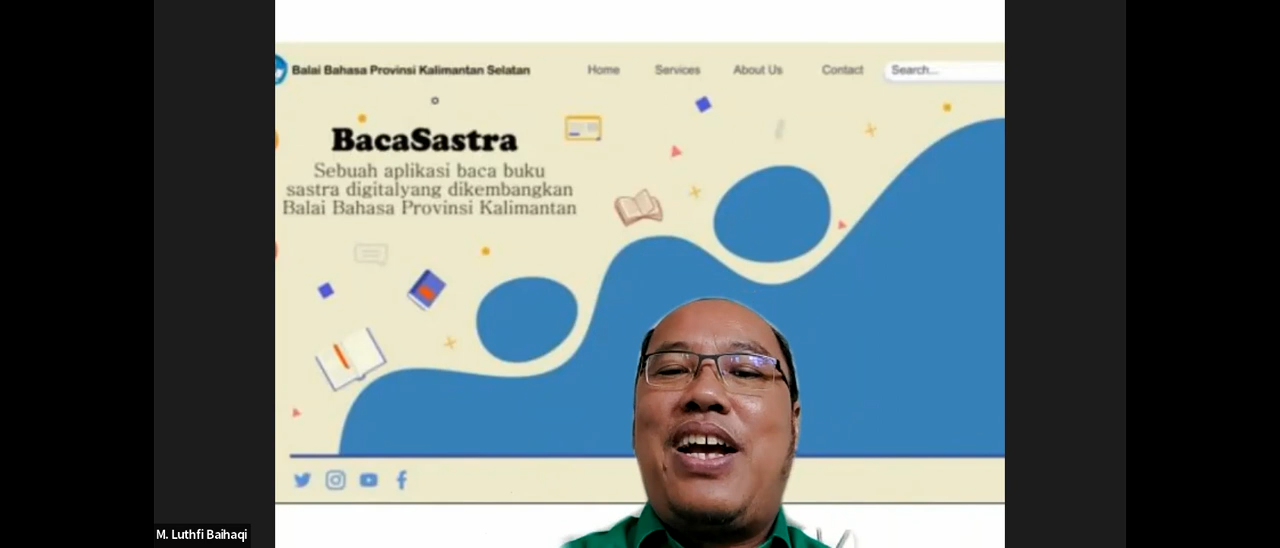 Balai Bahasa Provinsi Kalimantan Selatan
Home
Services
About Us
Contact
Search...
BacaSastra
Sebuah aplikasi baca buku
sastra digitalyang dikembangkan
Balai Bahasa Provinsi Kalimantan
M. Luthfi Baihaqi